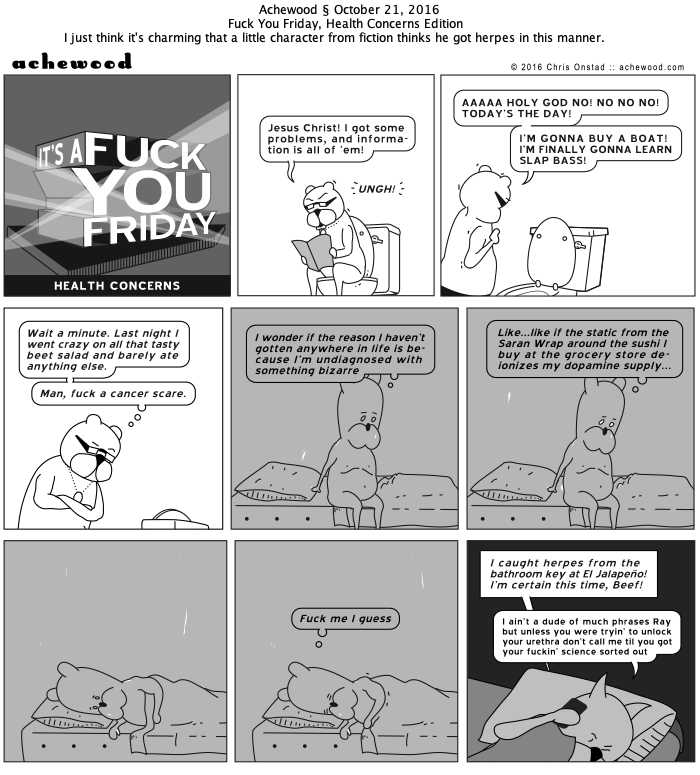 Achewood § October 21, 2016
Fuck You Friday, Health Concerns Edition
I just think it's charming that a little character from fiction thinks he got herpes in this manner.
achewood
© 2016 Chris Onstad :: achewood.com
IT'S A FUCK
YOU
FRIDAY
HEALTH CONCERNS
Jesus Christ! I got some
problems, and informa-
tion is all of 'em!
UNGH!
AAAAA HOLY GOD NO! NO NO NO!
TODAY'S THE DAY!
I'M GONNA BUY A BOAT!
I'M FINALLY GONNA LEARN
SLAP BASS!
Wait a minute. Last night I
went crazy on all that tasty
beet salad and barely ate
anything else.
Man, fuck a cancer scare.
I wonder if the reason I haven't
gotten anywhere in life is be-
cause I'm undiagnosed with
something bizarre
Like...like if the static from the
Saran Wrap around the sushi I
buy at the grocery store de-
ionizes my dopamine supply...
Fuck me I guess
I caught herpes from the
bathroom key at El Jalapeño!
I'm certain this time, Beef!
I ain't a dude of much phrases Ray
but unless you were tryin' to unlock
your urethra don't call me til you got
your fuckin' science sorted out